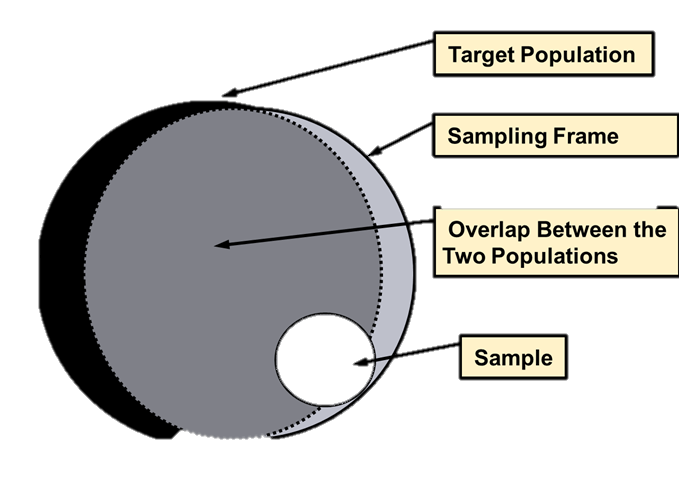 Target Population
Sampling Frame
Overlap Between the
Two Populations
Sample